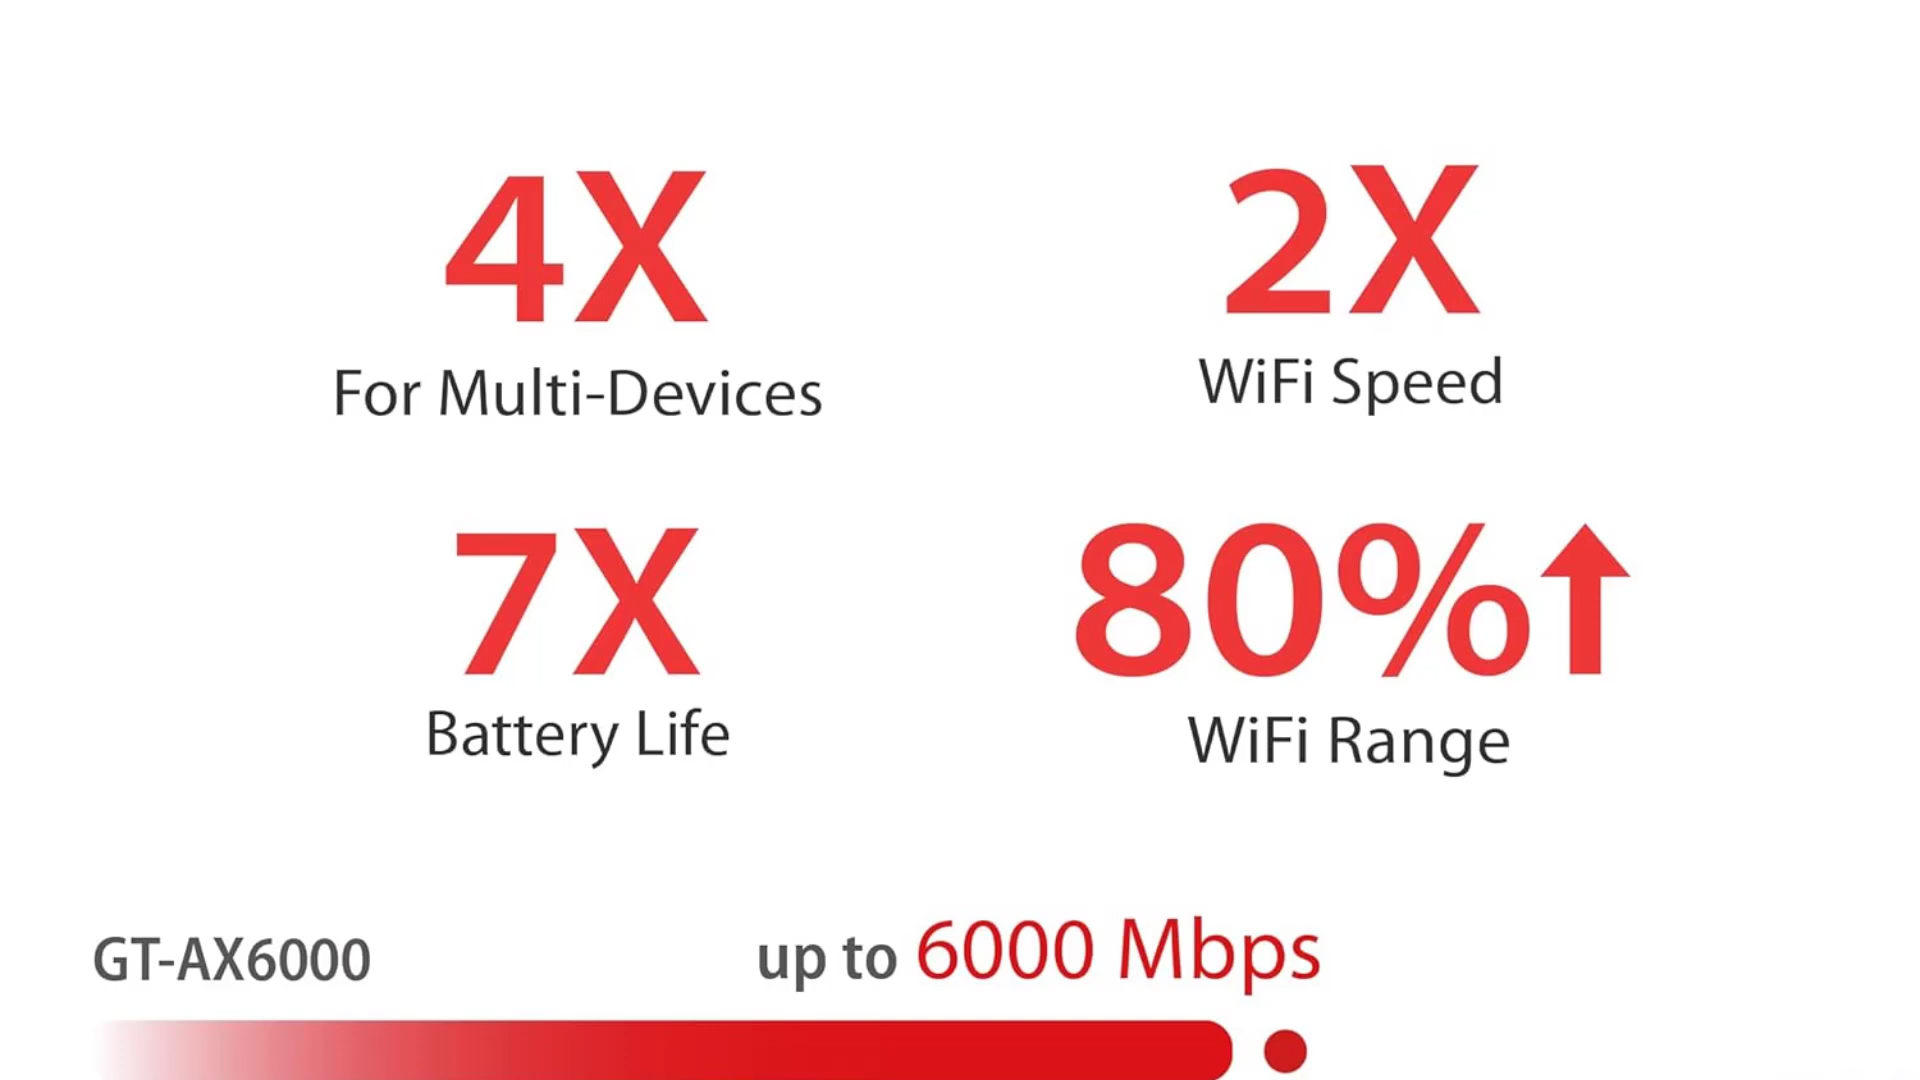 4X
For Multi-Devices
2X
WiFi Speed
7X
Battery Life
80%
WiFi Range
GT-AX6000
up to 6000 Mbps